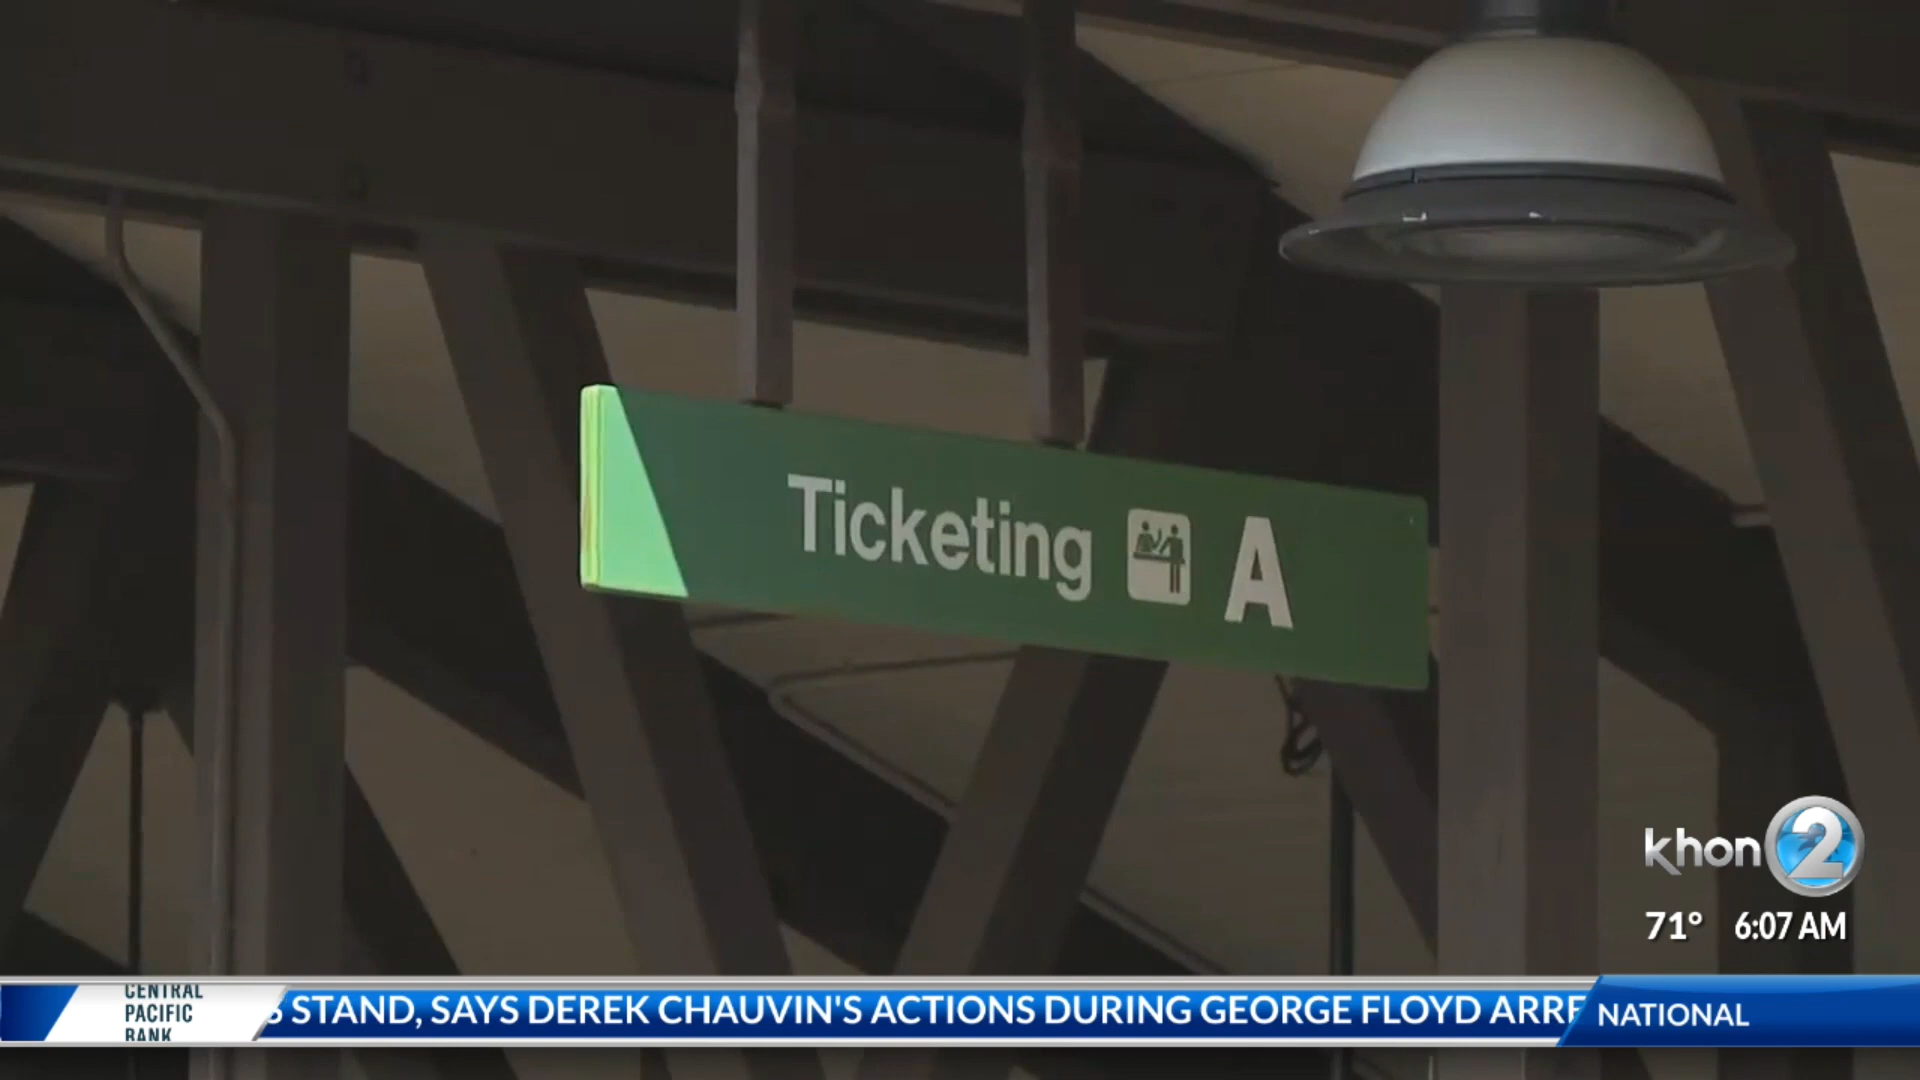 Ticketing A
khon 2
71° 6:07 AM
CENTRAL
PACIFIC
BANK
STAND, SAYS DEREK CHAUVIN'S ACTIONS DURING GEORGE FLOYD ARRE
NATIONAL